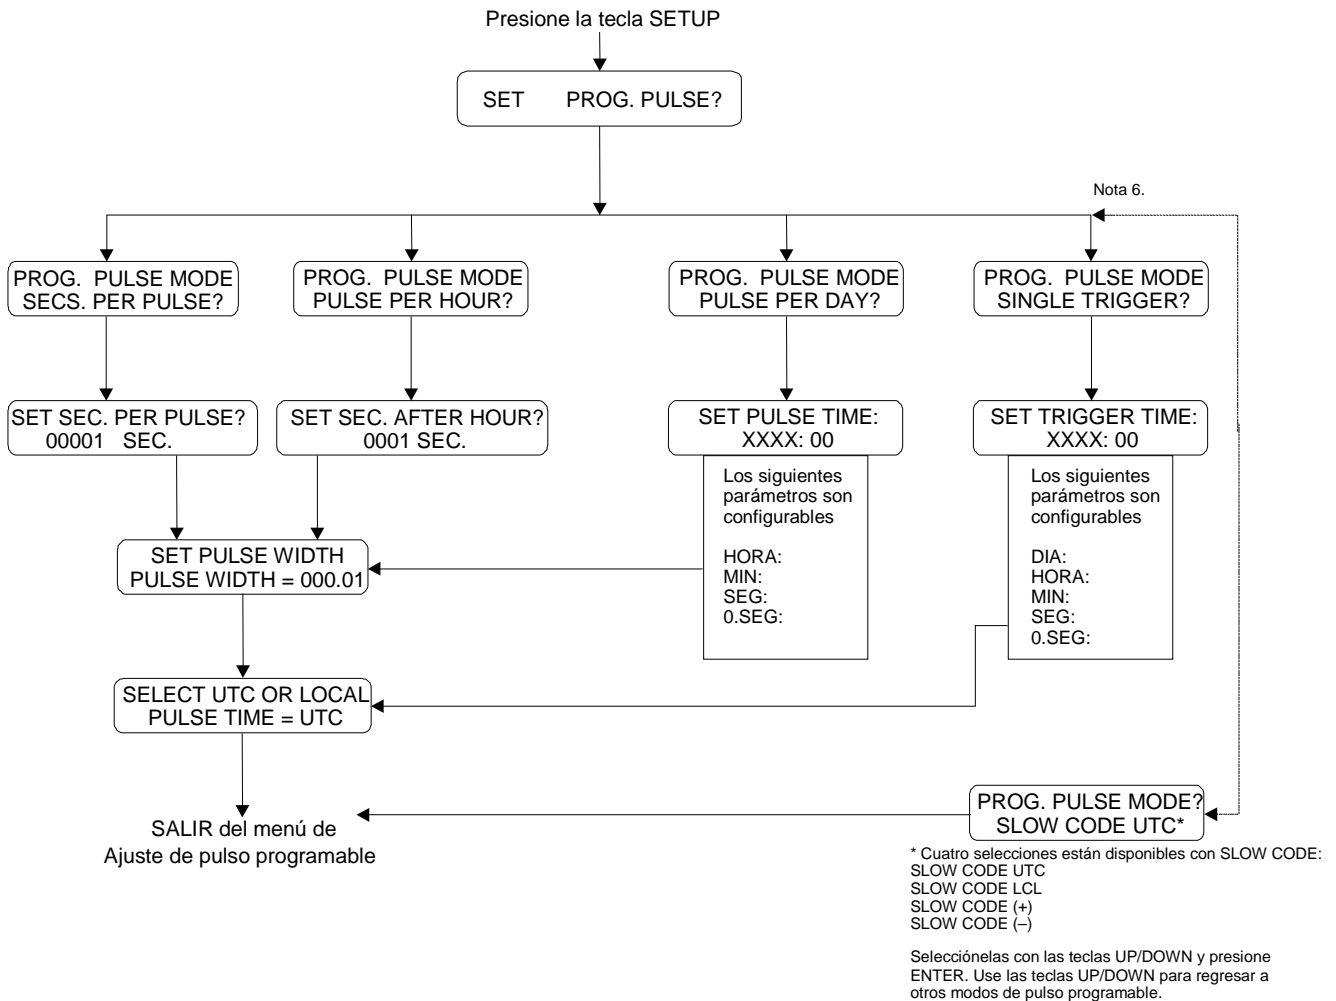 Presione la tecla SETUP
SET PROG. PULSE?
Nota 6.
PROG. PULSE MODE
SECS. PER PULSE?
PROG. PULSE MODE
PULSE PER HOUR?
PROG. PULSE MODE
PULSE PER DAY?
PROG. PULSE MODE
SINGLE TRIGGER?
SET SEC. PER PULSE?
00001 SEC.
SET SEC. AFTER HOUR?
0001 SEC.
SET PULSE TIME:
XXXX: 00
SET TRIGGER TIME:
XXXX: 00
Los siguientes
parámetros son
configurables
HORA:
MIN:
SEG:
0.SEG:
Los siguientes
parámetros son
configurables
DIA:
HORA:
MIN:
SEG:
0.SEG:
SET PULSE WIDTH
PULSE WIDTH = 000.01
SELECT UTC OR LOCAL
PULSE TIME = UTC
PROG. PULSE MODE?
SLOW CODE UTC*
SALIR del menú de
Ajuste de pulso programable
* Cuatro selecciones están disponibles con SLOW CODE:
SLOW CODE UTC
SLOW CODE LCL
SLOW CODE (+)
SLOW CODE (–)
Selecciónelas con las teclas UP/DOWN y presione
ENTER. Use las teclas UP/DOWN para regresar a
otros modos de pulso programable.